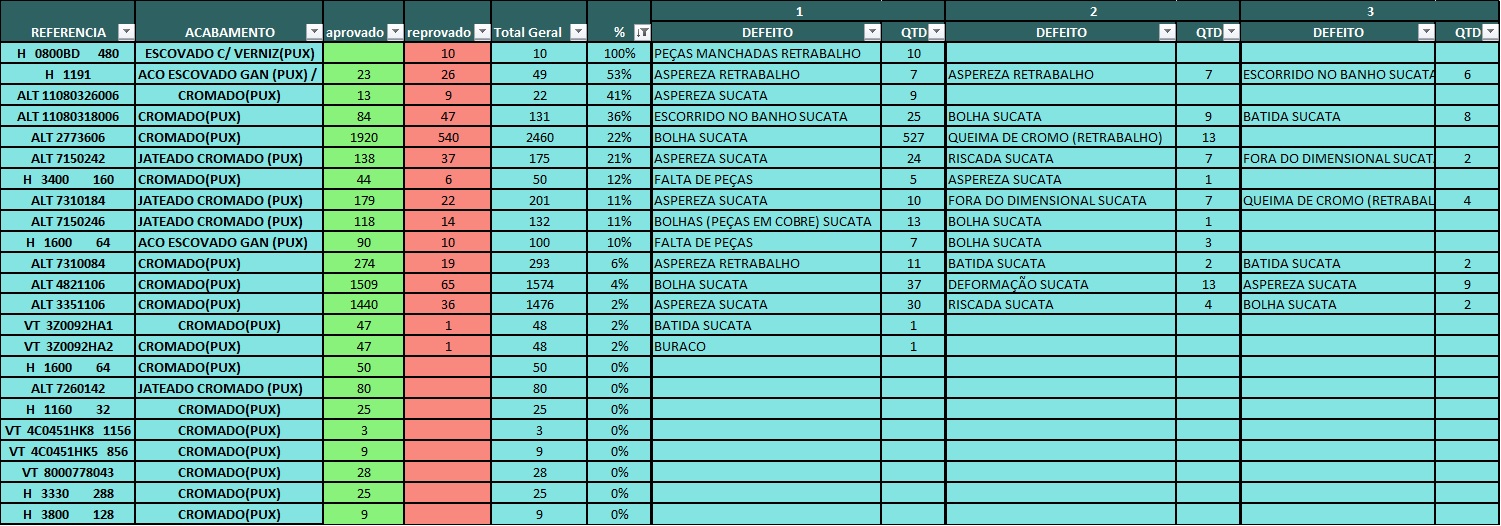 1 2 3
REFERENCIA ACABAMENTO aprovado reprovado Total Geral % DEFEITO QTD DEFEITO QTD DEFEITO QTD
H 0800BD 480 ESCOVADO C/ VERNIZ(PUX) 10 10 100% PEÇAS MANCHADAS RETRABALHO 10
H 1191 ACO ESCOVADO GAN (PUX) / 23 26 49 53% ASPEREZA RETRABALHO 7 ASPEREZA RETRABALHO 7 ESCORRIDO NO BANHO SUCATA 6
ALT 11080326006 CROMADO(PUX) 13 9 22 41% ASPEREZA SUCATA 9
ALT 11080318006 CROMADO(PUX) 84 47 131 36% ESCORRIDO NO BANHO SUCATA 25 BOLHA SUCATA 9 BATIDA SUCATA 8
ALT 2773606 CROMADO(PUX) 1920 540 2460 22% BOLHA SUCATA 527 QUEIMA DE CROMO (RETRABALHO) 13
ALT 7150242 JATEADO CROMADO (PUX) 138 37 175 21% ASPEREZA SUCATA 24 RISCADA SUCATA 7 FORA DO DIMENSIONAL SUCATA 2
H 3400 160 CROMADO(PUX) 44 6 50 12% FALTA DE PEÇAS 5 ASPEREZA SUCATA 1
ALT 7310184 JATEADO CROMADO (PUX) 179 22 201 11% ASPEREZA SUCATA 10 FORA DO DIMENSIONAL SUCATA 7 QUEIMA DE CROMO (RETRABAL 4
ALT 7150246 JATEADO CROMADO (PUX) 118 14 132 11% BOLHAS (PEÇAS EM COBRE) SUCATA 13 BOLHA SUCATA 1
H 1600 64 ACO ESCOVADO GAN (PUX) 90 10 100 10% FALTA DE PEÇAS 7 BOLHA SUCATA 3
ALT 7310084 CROMADO(PUX) 274 19 293 6% ASPEREZA RETRABALHO 11 BATIDA SUCATA 2 BATIDA SUCATA 2
ALT 4821106 CROMADO(PUX) 1509 65 1574 4% BOLHA SUCATA 37 DEFORMAÇÃO SUCATA 13 ASPEREZA SUCATA 9
ALT 3351106 CROMADO(PUX) 1440 36 1476 2% ASPEREZA SUCATA 30 RISCADA SUCATA 4 BOLHA SUCATA 2
VT 3Z0092HA1 CROMADO(PUX) 47 1 48 2% BATIDA SUCATA 1
VT 3Z0092HA2 CROMADO(PUX) 47 1 48 2% BURACO 1
H 1600 64 CROMADO(PUX) 50 50 0%
ALT 7260142 JATEADO CROMADO (PUX) 80 80 0%
H 1160 32 CROMADO(PUX) 25 25 0%
VT 4C0451HK8 1156 CROMADO(PUX) 3 3 0%
VT 4C0451HK5 856 CROMADO(PUX) 9 9 0%
VT 8000778043 CROMADO(PUX) 28 28 0%
H 3330 288 CROMADO(PUX) 25 25 0%
H 3800 128 CROMADO(PUX) 9 9 0%